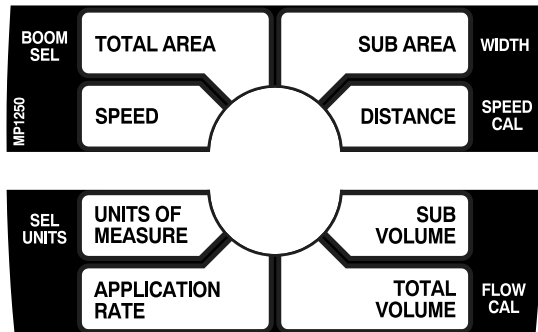 BOOM
SEL
TOTAL AREA
SUB AREA
WIDTH
MP1250
SPEED
DISTANCE
SPEED
CAL
SEL
UNITS
UNITS OF
MEASURE
SUB
VOLUME
APPLICATION
RATE
TOTAL
VOLUME
FLOW
CAL